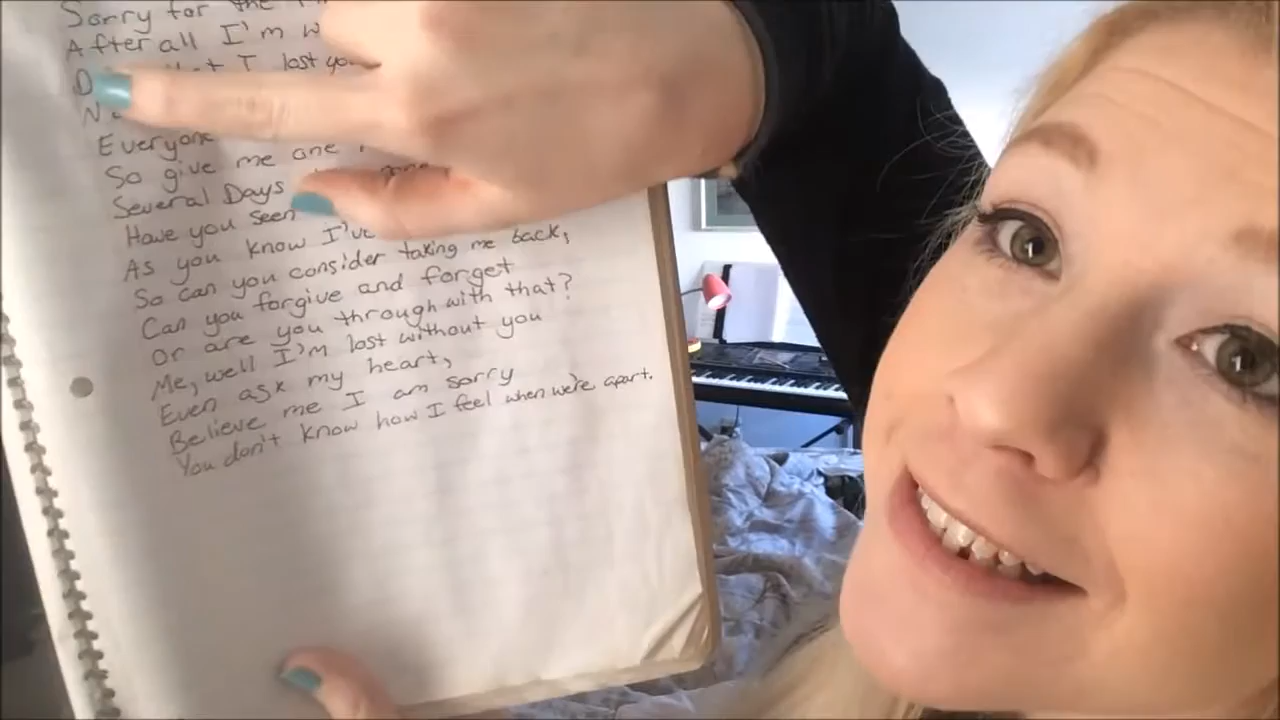 Sorry for the
After all I'm
lost you
Everyone
So give me one
Several Days
Have you seen
As you know I've
So can you consider taking me back,
Can you forgive and forget
Or are you through with that?
Me, well I'm lost without you
Even ask my heart,
Believe me I am sorry
You don't know how I feel when we're apart.